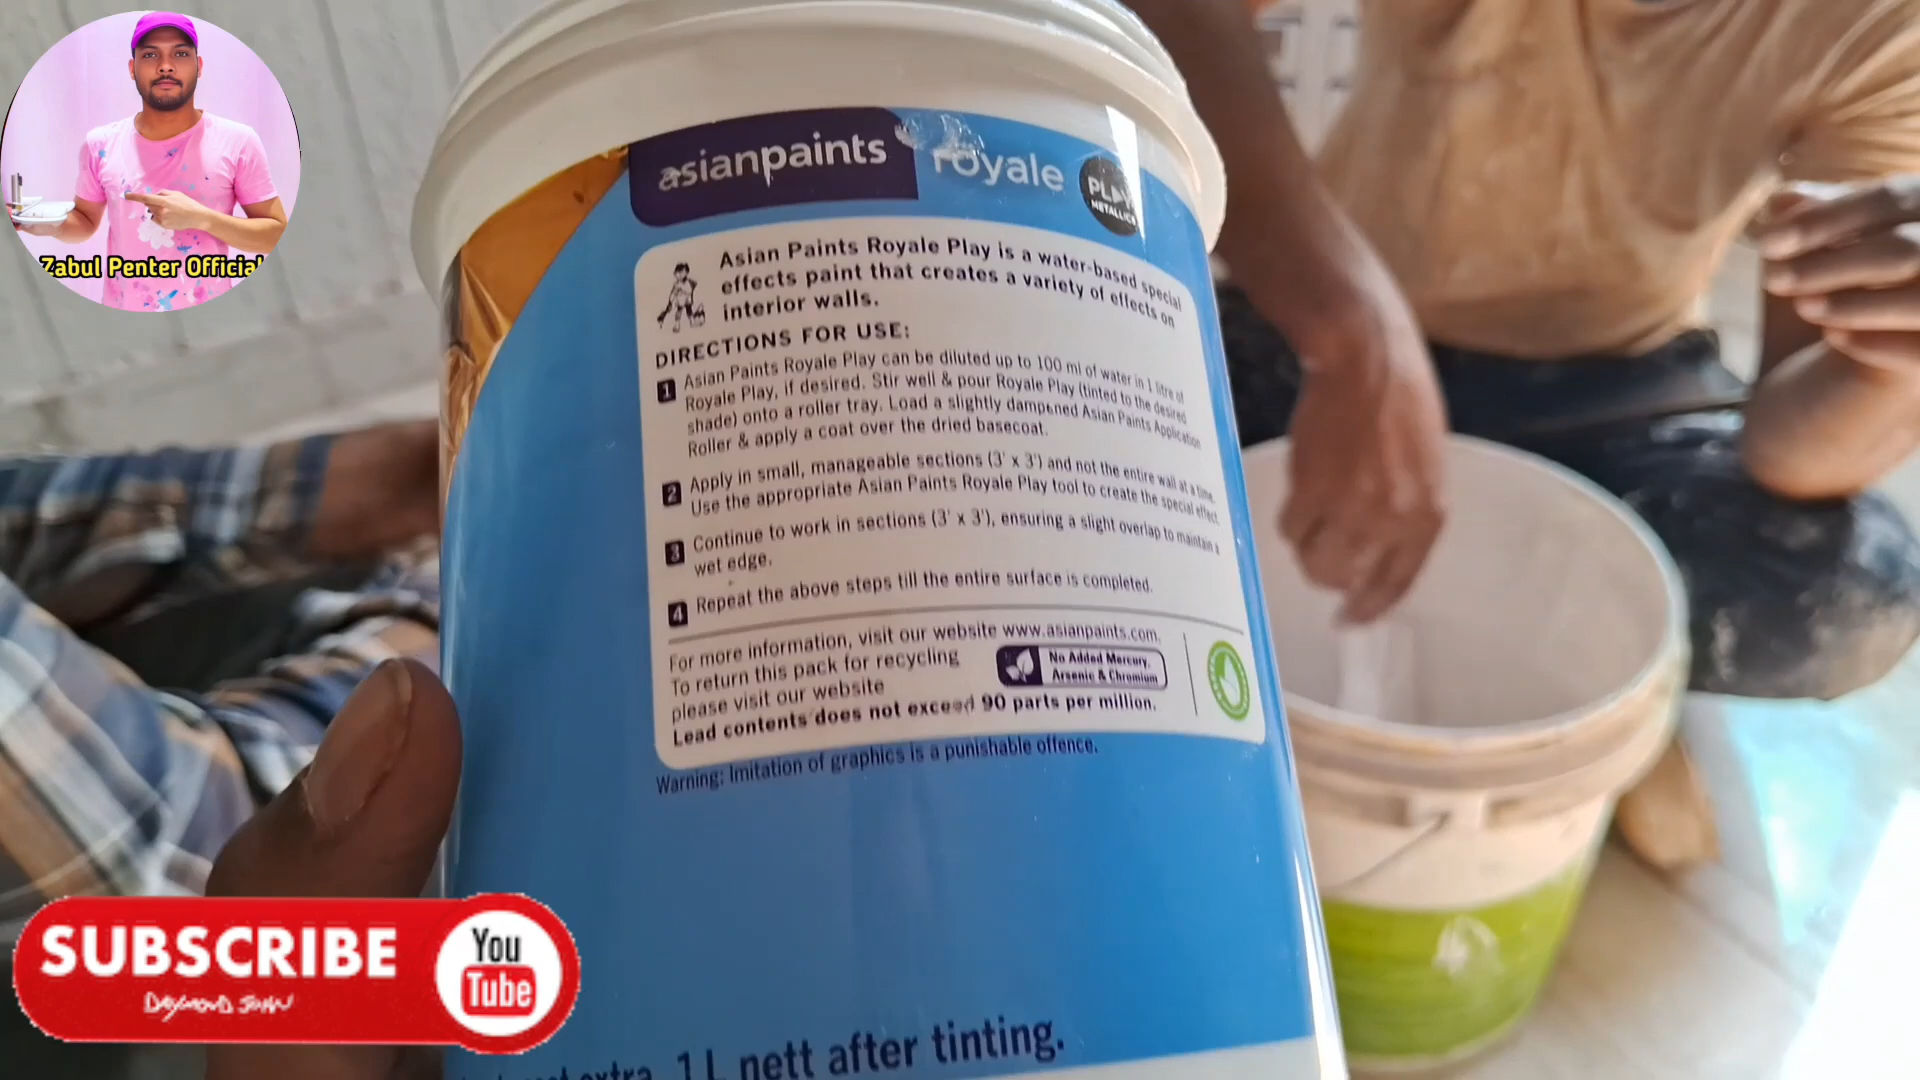 asianpaints
royale
PLAY
METALLICS
Asian Paints Royale Play is a water-based special
effects paint that creates a variety of effects on
interior walls.
DIRECTIONS FOR USE:
1 Asian Paints Royale Play can be diluted up to 100 ml of water in 1 litre of
Royale Play, if desired. Stir well & pour Royale Play (tinted to the desired
shade) onto a roller tray. Load a slightly dampened Asian Paints Application
Roller & apply a coat over the dried basecoat.
2 Apply in small, manageable sections (3' x 3') and not the entire wall at a time.
Use the appropriate Asian Paints Royale Play tool to create the special effect.
3 Continue to work in sections (3' x 3'), ensuring a slight overlap to maintain a
wet edge.
4 Repeat the above steps till the entire surface is completed.
For more information, visit our website www.asianpaints.com.
To return this pack for recycling
please visit our website
No Added Mercury,
Arsenic & Chromium
Lead contents does not exceed 90 parts per million.
Warning: Imitation of graphics is a punishable offence.
extra. 1 L nett after tinting.
Zabul Penter Official
SUBSCRIBE
You
Tube